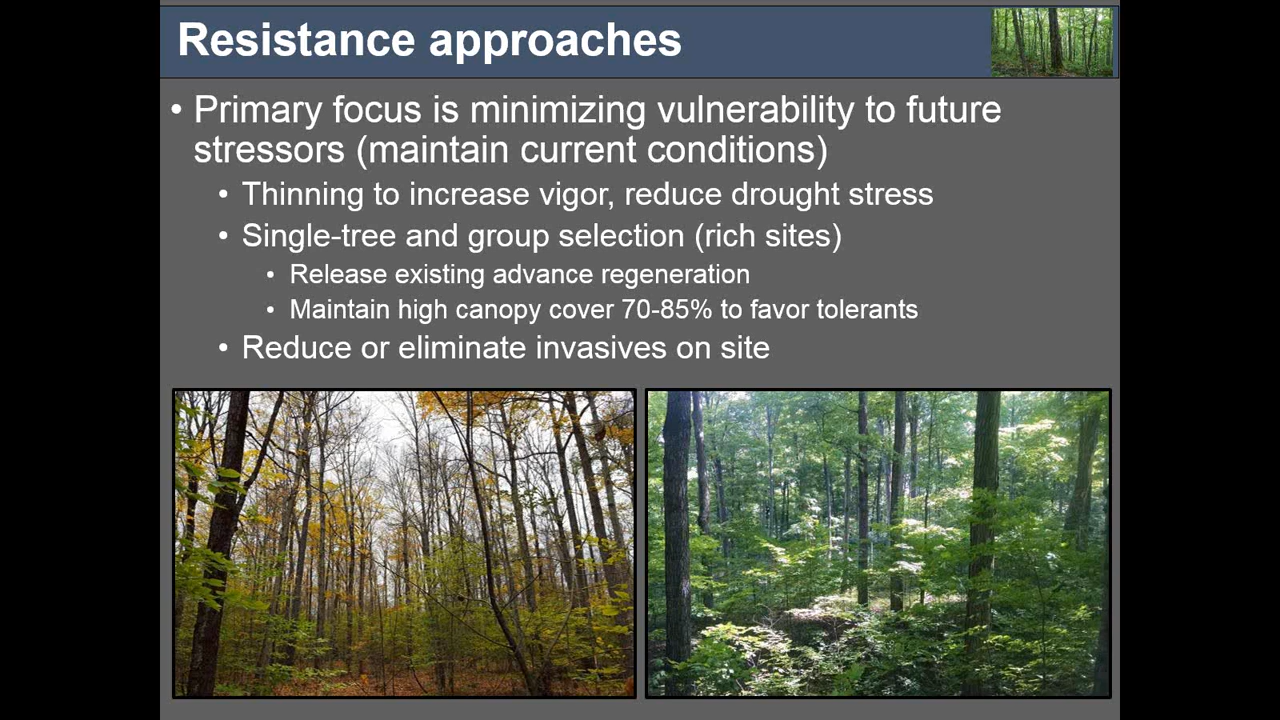 Resistance approaches
• Primary focus is minimizing vulnerability to future
stressors (maintain current conditions)
• Thinning to increase vigor, reduce drought stress
• Single-tree and group selection (rich sites)
• Release existing advance regeneration
• Maintain high canopy cover 70-85% to favor tolerants
• Reduce or eliminate invasives on site